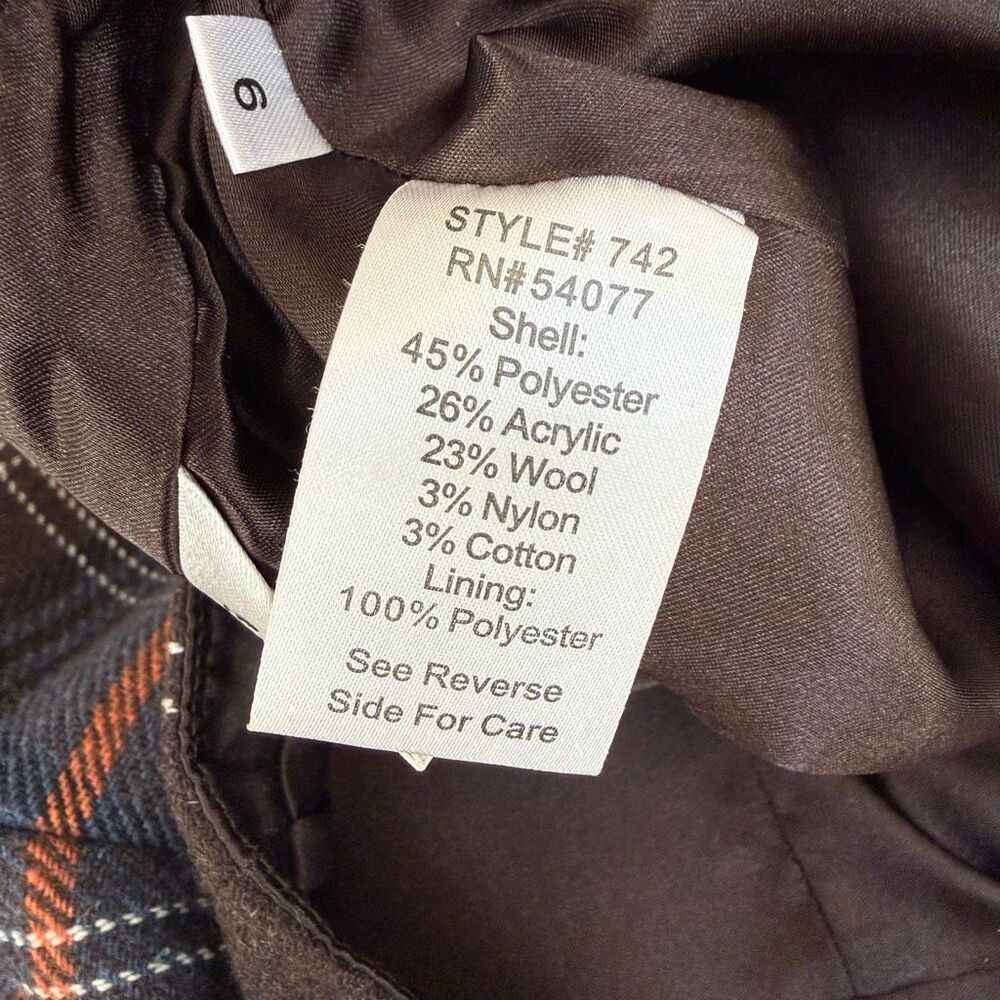 6
STYLE# 742
RN#54077
Shell:
45% Polyester
26% Acrylic
23% Wool
3% Nylon
3% Cotton
Lining:
100% Polyester
See Reverse
Side For Care